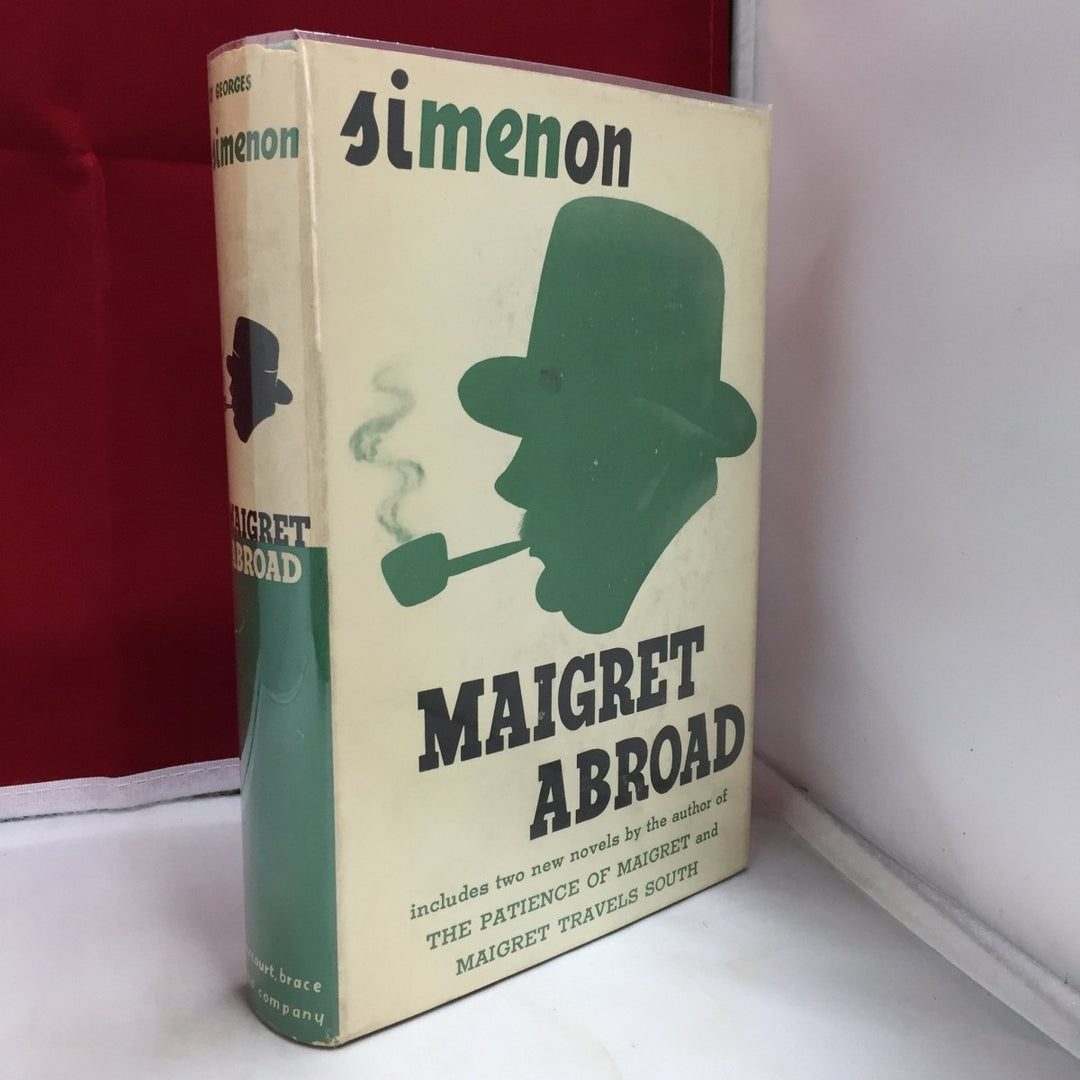 GEORGES
simenon
MAIGRET
ABROAD
brace
company
simenon
MAIGRET
ABROAD
includes two new novels by the author of
THE PATIENCE OF MAIGRET and
MAIGRET TRAVELS SOUTH